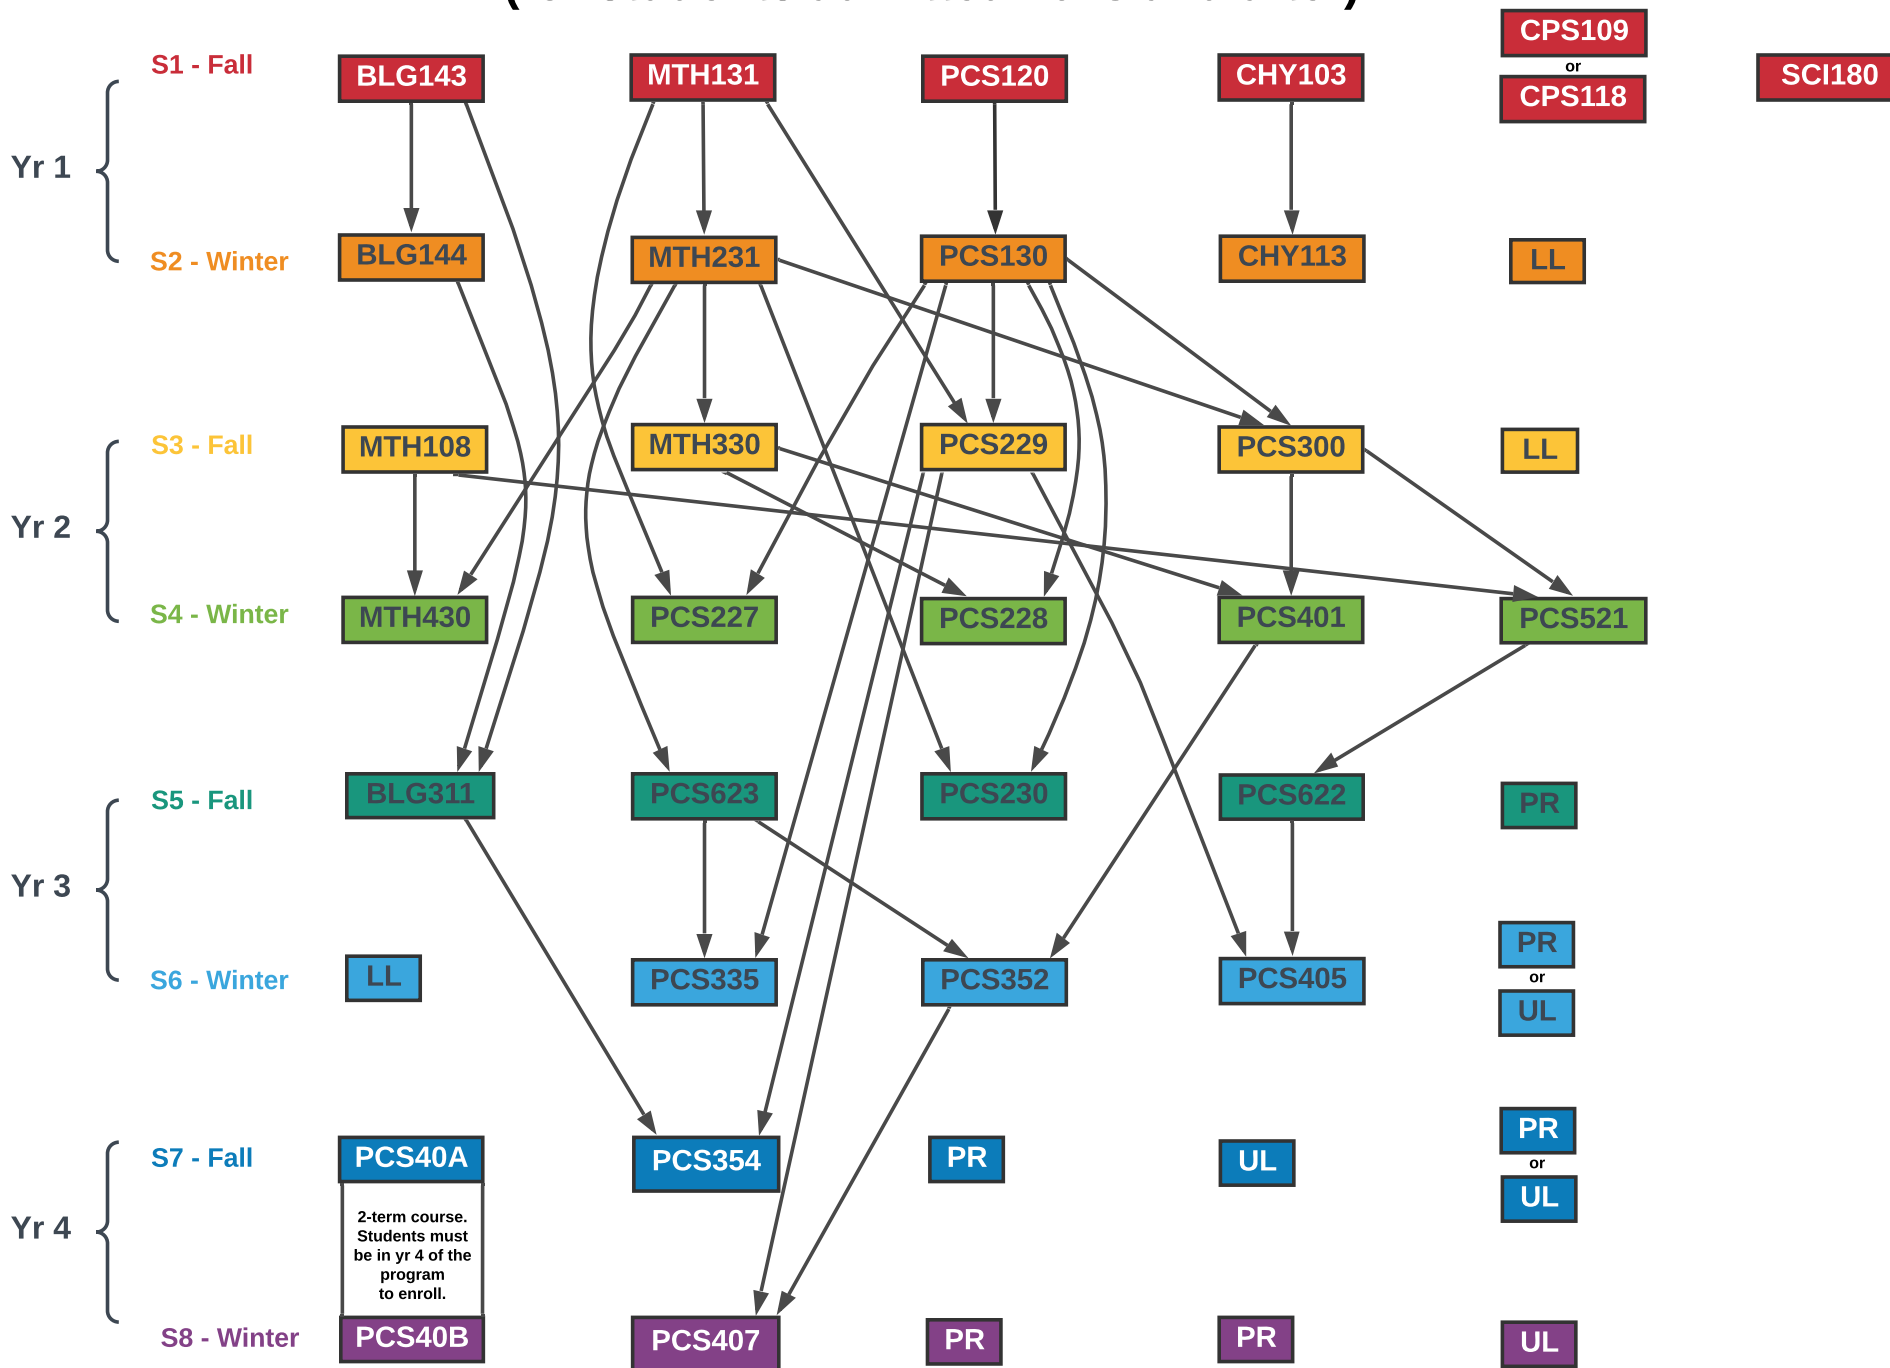 S1 - Fall
BLG143
MTH131
PCS120
CHY103
CPS109
or
CPS118
SCI180
Yr 1
S2 - Winter
BLG144
MTH231
PCS130
CHY113
LL
S3 - Fall
MTH108
MTH330
PCS229
PCS300
LL
Yr 2
S4 - Winter
MTH430
PCS227
PCS228
PCS401
PCS521
S5 - Fall
BLG311
PCS623
PCS230
PCS622
PR
Yr 3
S6 - Winter
LL
PCS335
PCS352
PCS405
PR
or
UL
S7 - Fall
PCS40A
PCS354
PR
UL
PR
or
UL
Yr 4
2-term course.
Students must
be in yr 4 of the
program
to enroll.
S8 - Winter
PCS40B
PCS407
PR
PR
UL